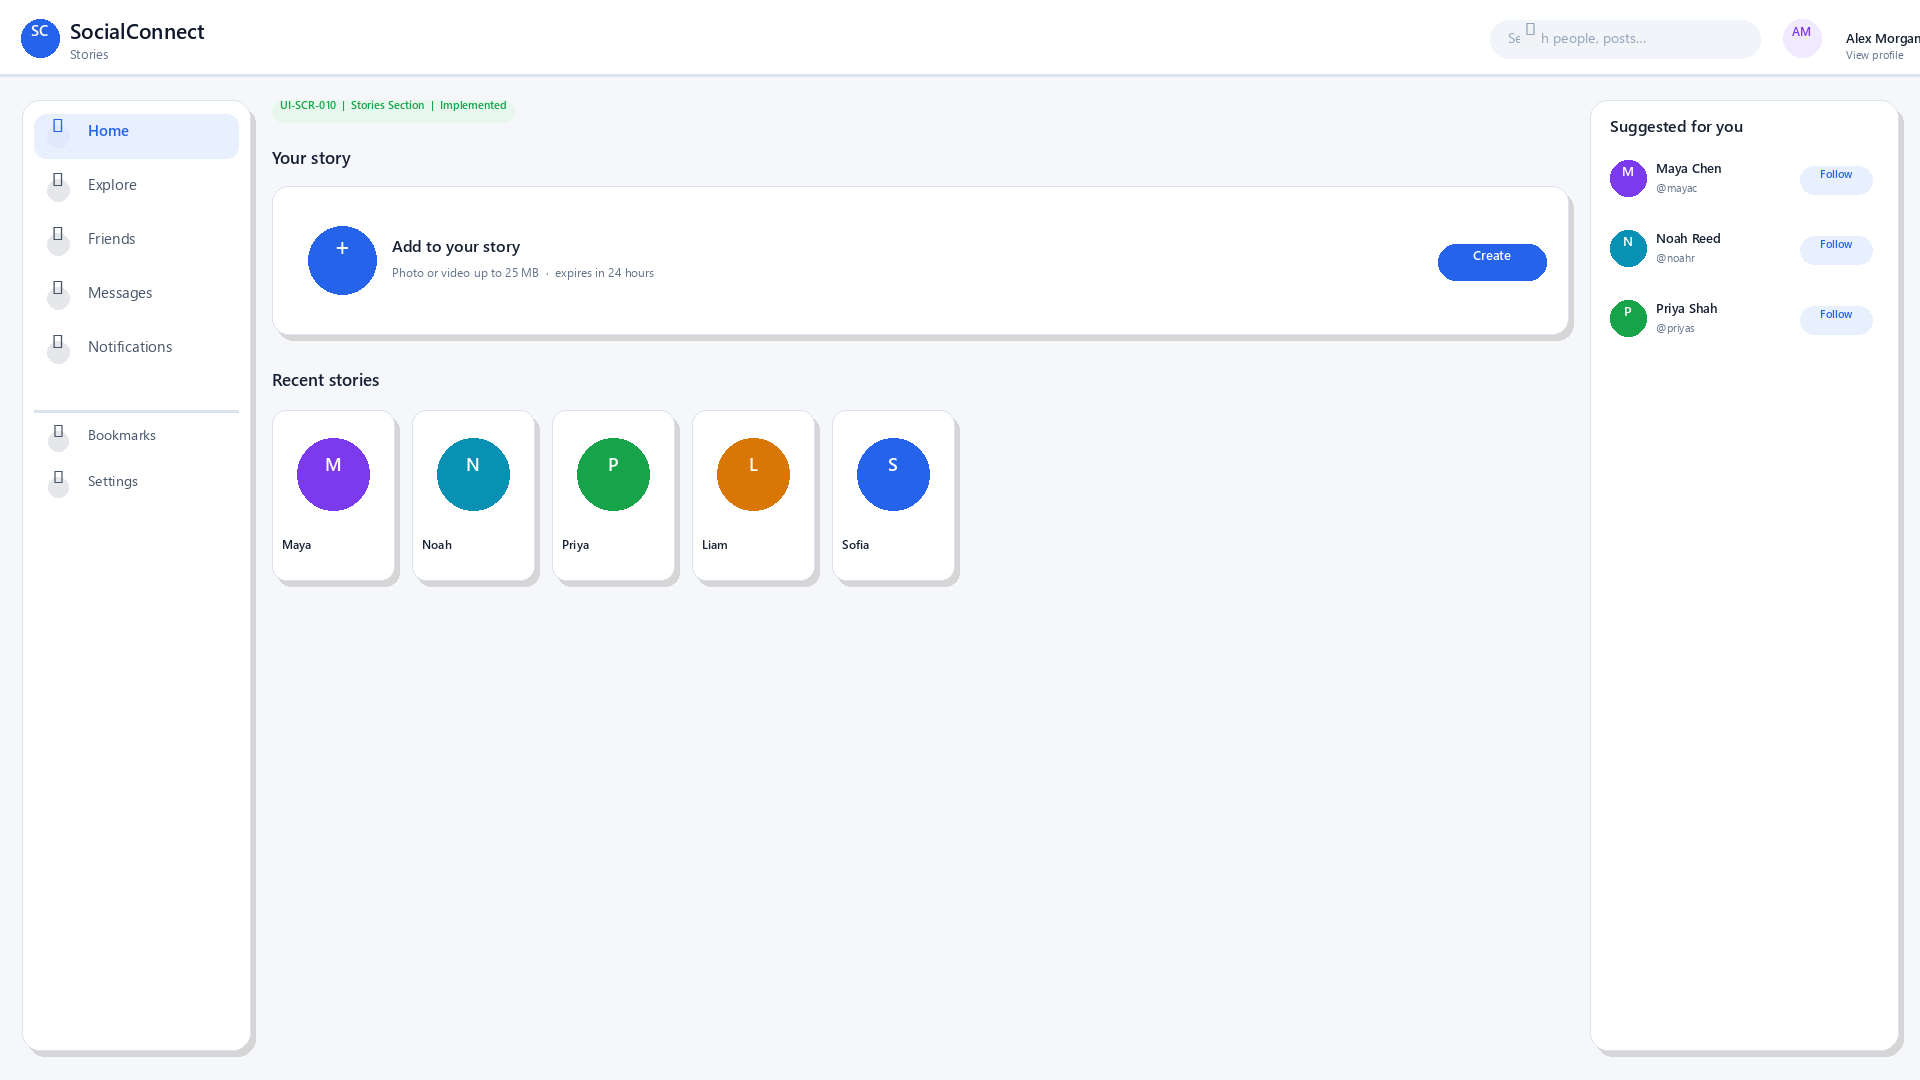 SC
SocialConnect
Stories
Se h people, posts...
AM
Alex Morgan
View profile
Home
Explore
Friends
Messages
Notifications
Bookmarks
Settings
UI-SCR-010 | Stories Section | Implemented
Your story
+
Add to your story
Photo or video up to 25 MB · expires in 24 hours
Create
Recent stories
M
Maya
N
Noah
P
Priya
L
Liam
S
Sofia
Suggested for you
M
Maya Chen
@mayac
Follow
N
Noah Reed
@noahr
Follow
P
Priya Shah
@priyas
Follow